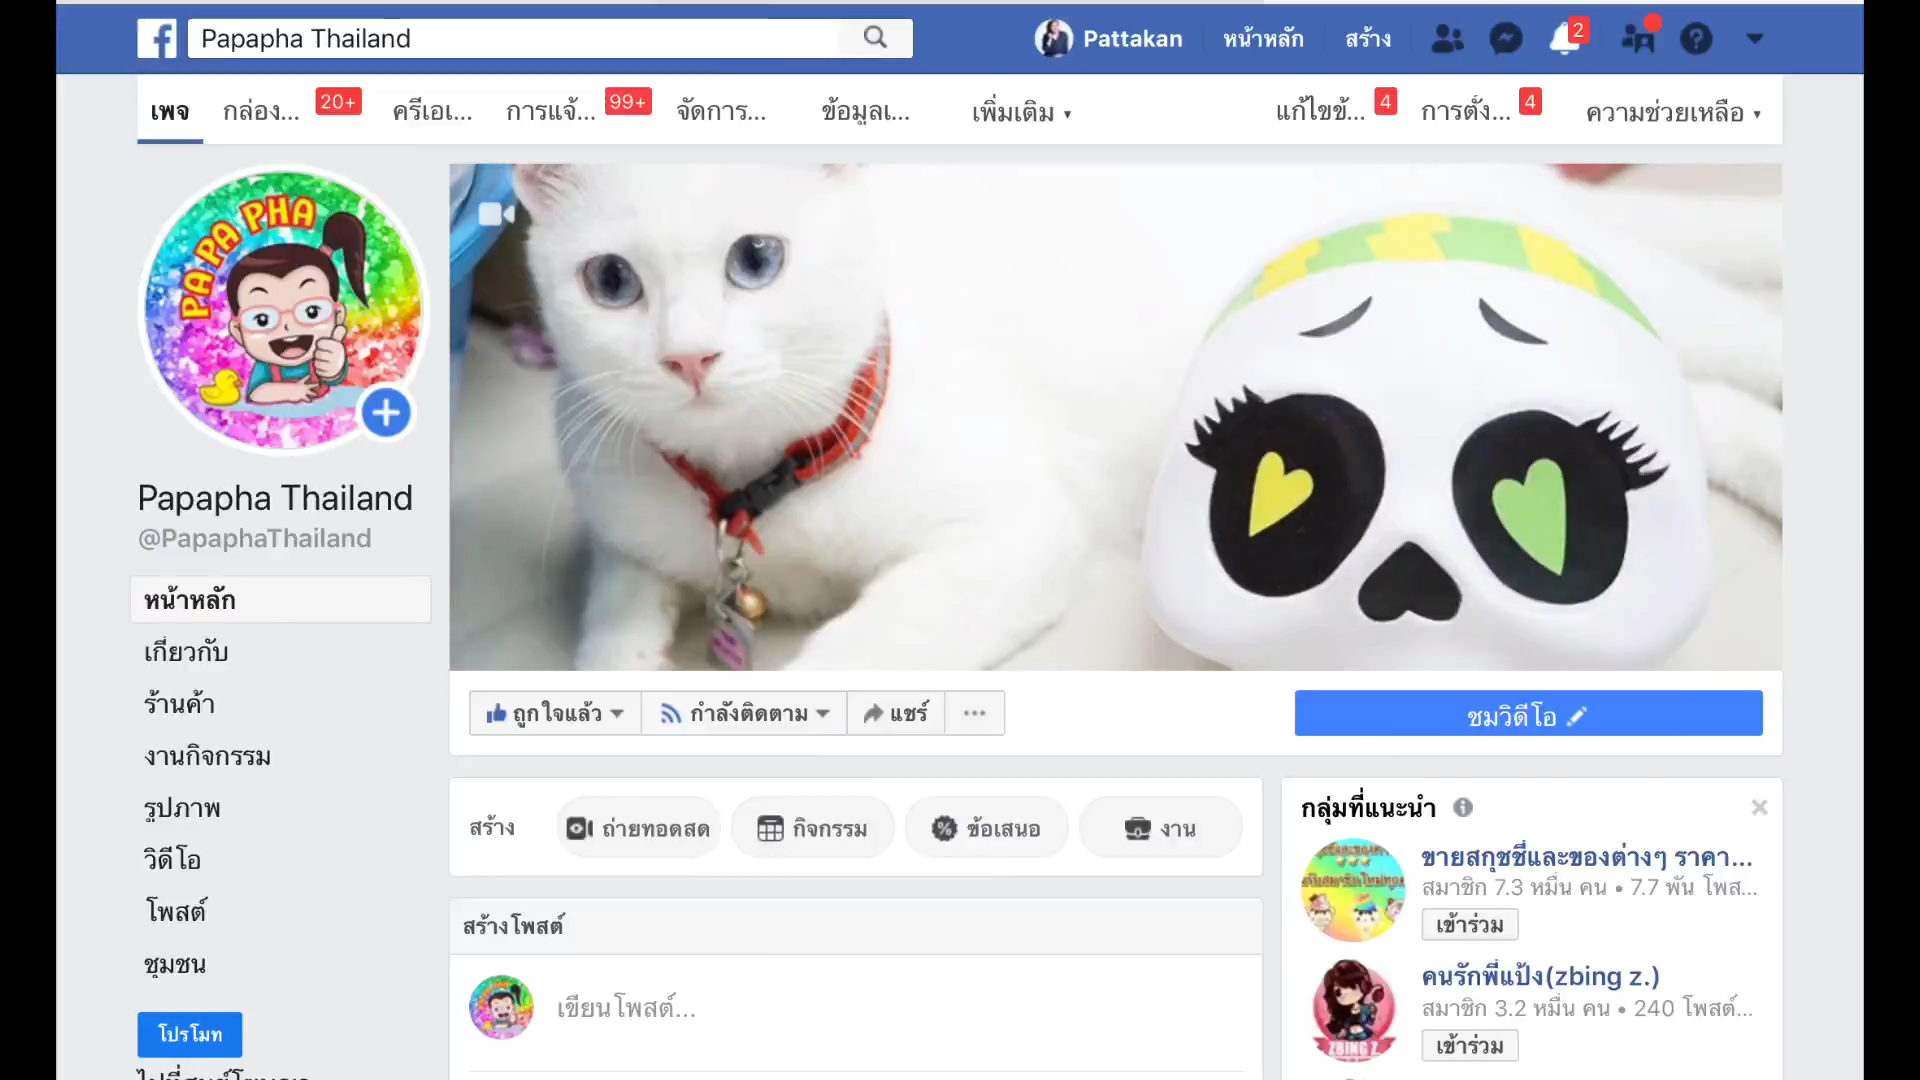 Papapha Thailand
Pattakan
หน้าหลัก
สร้าง
2
เพจ
กล่อง...
20+
ครีเอเ...
การแจ้...
99+
จัดการ...
ข้อมูลเ...
เพิ่มเติม
แก้ไขข้...
4
การตั้ง...
4
ความช่วยเหลือ
PAPA PHA
Papapha Thailand
@PapaphaThailand
หน้าหลัก
เกี่ยวกับ
ร้านค้า
งานกิจกรรม
รูปภาพ
วิดีโอ
โพสต์
ชุมชน
โปรโมท
ถูกใจแล้ว
กำลังติดตาม
แชร์
ชมวิดีโอ
สร้าง
ถ่ายทอดสด
กิจกรรม
ข้อเสนอ
งาน
สร้างโพสต์
เขียนโพสต์...
กลุ่มที่แนะนำ
ขายสกุชชี่และของต่างๆ ราคา...
สมาชิก 7.3 หมื่น คน • 7.7 พัน โพส...
เข้าร่วม
คนรักพี่แป้ง(zbing z.)
สมาชิก 3.2 หมื่น คน • 240 โพสต์...
เข้าร่วม
ZBING Z.